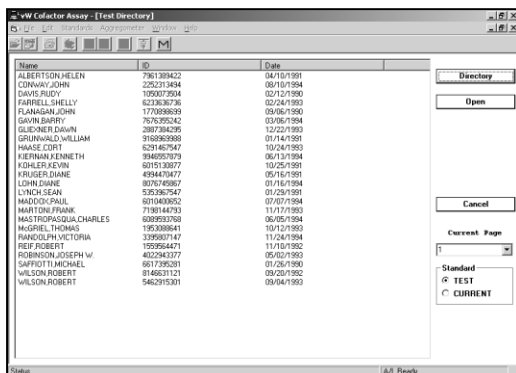 vW Cofactor Assay - [Test Directory]
File Edit Standards Aggregometer Window Help
M
Name ID Date
ALBERTSON,HELEN 7961389422 04/10/1991
CONWAY,JOHN 2252313494 08/10/1994
DAVIS,RUDY 1050073504 02/12/1990
FARRELL,SHELLY 6233636736 02/24/1993
FLANAGAN,JOHN 1770898699 09/06/1990
GAVIN,BARRY 7676355242 03/06/1994
GLIEXNER,DAWN 2887384295 12/22/1993
GRUNWALD,WILLIAM 9168969988 01/14/1991
HAASE,CORT 6291467547 10/24/1993
KIERNAN,KENNETH 9946557879 06/13/1994
KOHLER,KEVIN 6015130877 10/25/1991
KRUGER,DIANE 4994470477 05/16/1991
LOHN,DIANE 8076745867 01/16/1994
LYNCH,SEAN 5353967547 01/29/1991
MADDOX,PAUL 6010400652 07/07/1994
MARTONI,FRANK 7198144793 11/17/1993
MASTROPASQUA,CHARLES 6089593768 06/05/1994
McGRIEL,THOMAS 1953088641 10/12/1993
RANDOLPH,VICTORIA 3395807147 11/24/1994
REIF,ROBERT 1559564471 11/10/1992
ROBINSON,JOSEPH W. 4022943377 05/02/1993
SAFFIOTTI,MICHAEL 6617395281 01/26/1990
WILSON,ROBERT 8146631121 09/20/1992
WILSON,ROBERT 5462915301 09/04/1993
Directory
Open
Cancel
Current Page
1
Standard
TEST
CURRENT
Status A/I Ready